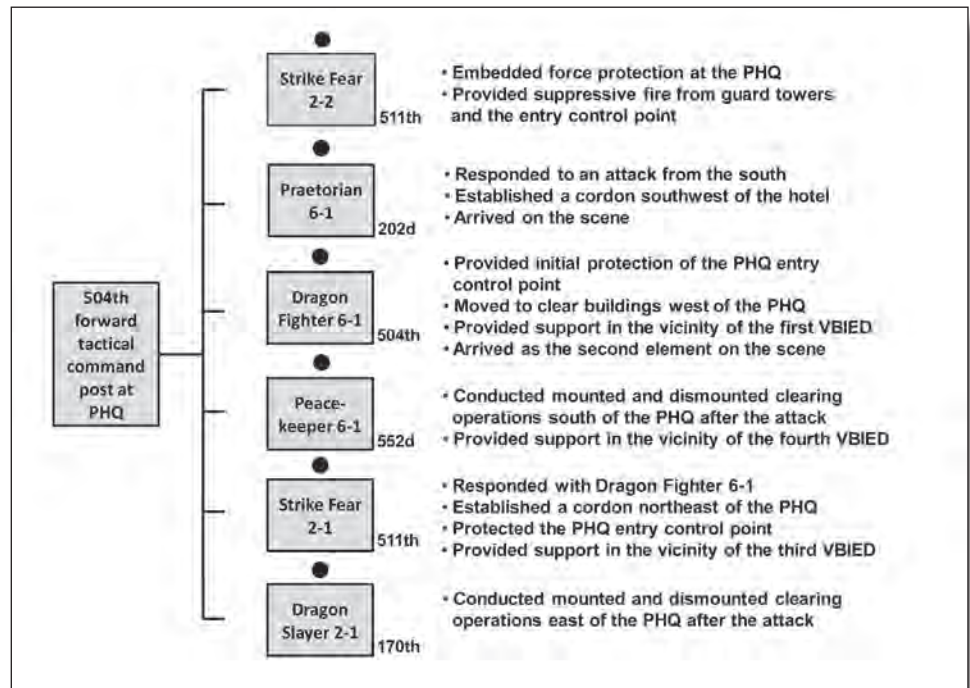 504th
forward
tactical
command
post at
PHQ
Strike Fear
2-2
511th
• Embedded force protection at the PHQ
• Provided suppressive fire from guard towers
and the entry control point
Praetorian
6-1
202d
• Responded to an attack from the south
• Established a cordon southwest of the hotel
• Arrived on the scene
Dragon
Fighter 6-1
504th
• Provided initial protection of the PHQ entry
control point
• Moved to clear buildings west of the PHQ
• Provided support in the vicinity of the first VBIED
• Arrived as the second element on the scene
Peace-
keeper 6-1
552d
• Conducted mounted and dismounted clearing
operations south of the PHQ after the attack
• Provided support in the vicinity of the fourth VBIED
Strike Fear
2-1
511th
• Responded with Dragon Fighter 6-1
• Established a cordon northeast of the PHQ
• Protected the PHQ entry control point
• Provided support in the vicinity of the third VBIED
Dragon
Slayer 2-1
170th
• Conducted mounted and dismounted clearing
operations east of the PHQ after the attack